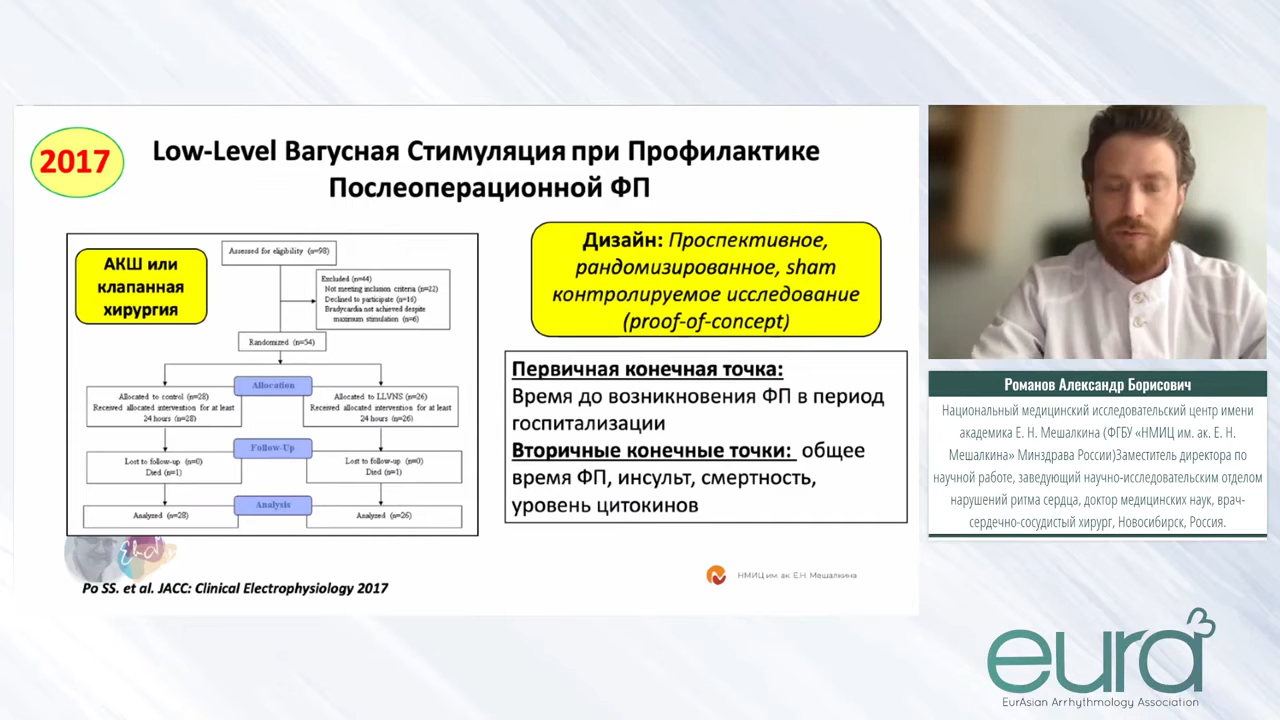 2017
Low-Level Вагусная Стимуляция при Профилактике
Послеоперационной ФП
АКШ или
клапанная
хирургия
Assessed for eligibility (n=98)
Excluded (n=44)
Not meeting inclusion criteria (n=22)
Declined to participate (n=16)
Bradycardia not achieved despite
maximum stimulation (n=6)
Randomized (n=54)
Allocation
Allocated to control (n=28)
Received allocated intervention for at least
24 hours (n=28)
Allocated to LLVNS (n=26)
Received allocated intervention for at least
24 hours (n=26)
Follow-Up
Lost to follow-up (n=0)
Died (n=1)
Lost to follow-up (n=0)
Died (n=1)
Analysis
Analyzed (n=28)
Analyzed (n=26)
Дизайн: Проспективное,
рандомизированное, sham
контролируемое исследование
(proof-of-concept)
Первичная конечная точка:
Время до возникновения ФП в период
госпитализации
Вторичные конечные точки: общее
время ФП, инсульт, смертность,
уровень цитокинов
Po SS. et al. JACC: Clinical Electrophysiology 2017
НМИЦ им. ак. Е.Н. Мешалкина
Романов Александр Борисович
Национальный медицинский исследовательский центр имени
академика Е. Н. Мешалкина (ФГБУ «НМИЦ им. ак. Е. Н.
Мешалкина» Минздрава России)Заместитель директора по
научной работе, заведующий научно-исследовательским отделом
нарушений ритма сердца, доктор медицинских наук, врач-
сердечно-сосудистый хирург, Новосибирск, Россия.
eura
EurAsian Arrhythmology Association